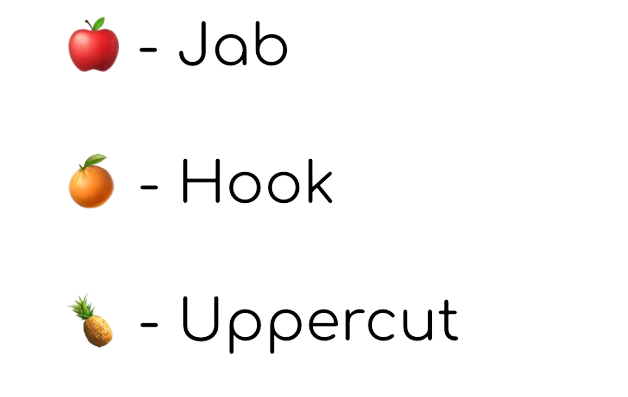 🍎 - Jab
🍊 - Hook
🍍 - Uppercut